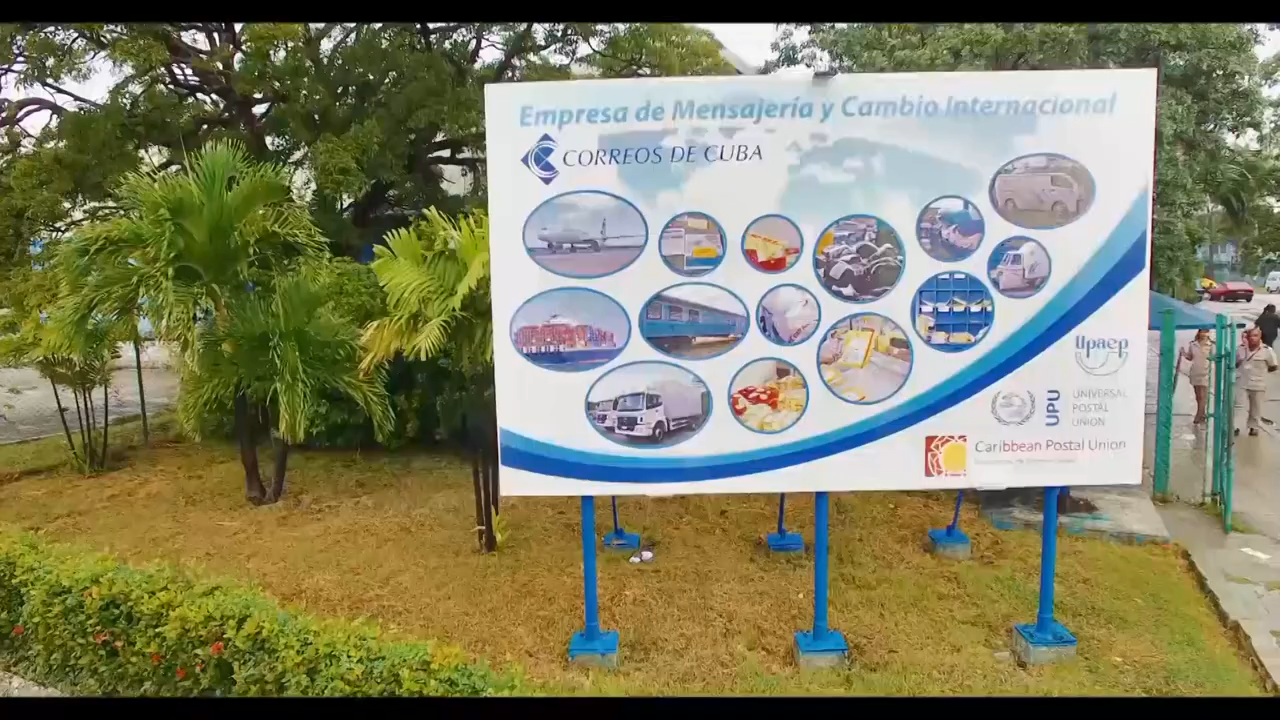 Empresa de Mensajería y Cambio Internacional
CORREOS DE CUBA
Upaep
UPU
UNIVERSAL
POSTAL
UNION
Caribbean Postal Union